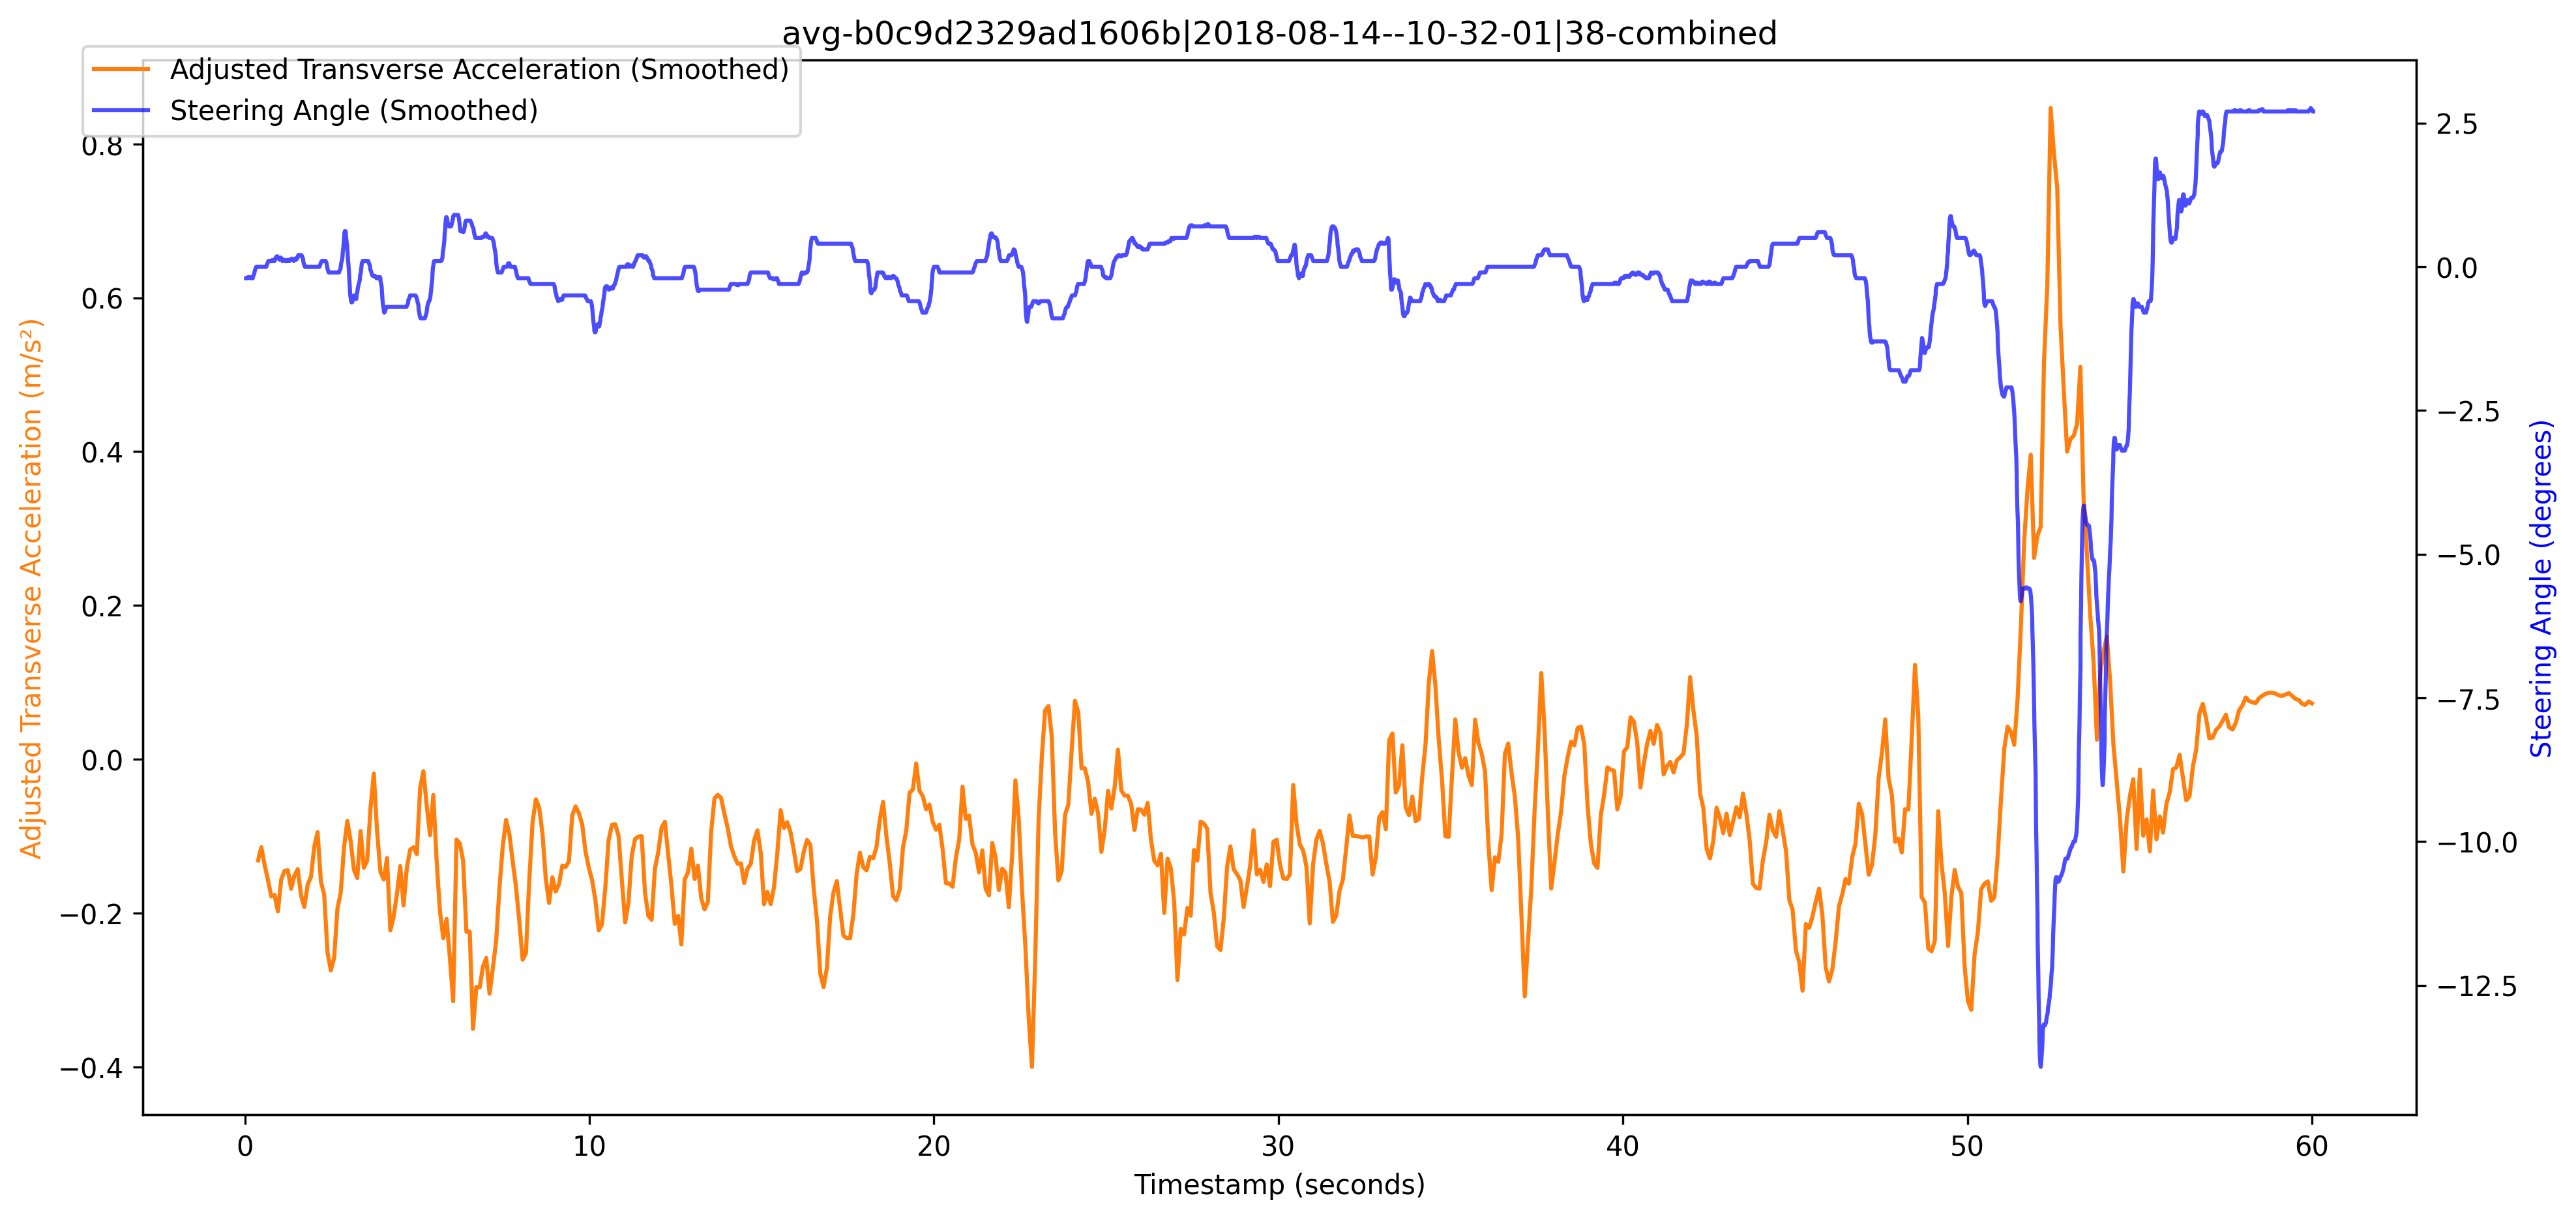 avg-b0c9d2329ad1606b|2018-08-14--10-32-01|38-combined
Adjusted Transverse Acceleration (Smoothed)
Steering Angle (Smoothed)
Adjusted Transverse Acceleration (m/s²)
0.8
0.6
0.4
0.2
0.0
−0.2
−0.4
2.5
0.0
−2.5
−5.0
−7.5
−10.0
−12.5
Steering Angle (degrees)
0 10 20 30 40 50 60
Timestamp (seconds)